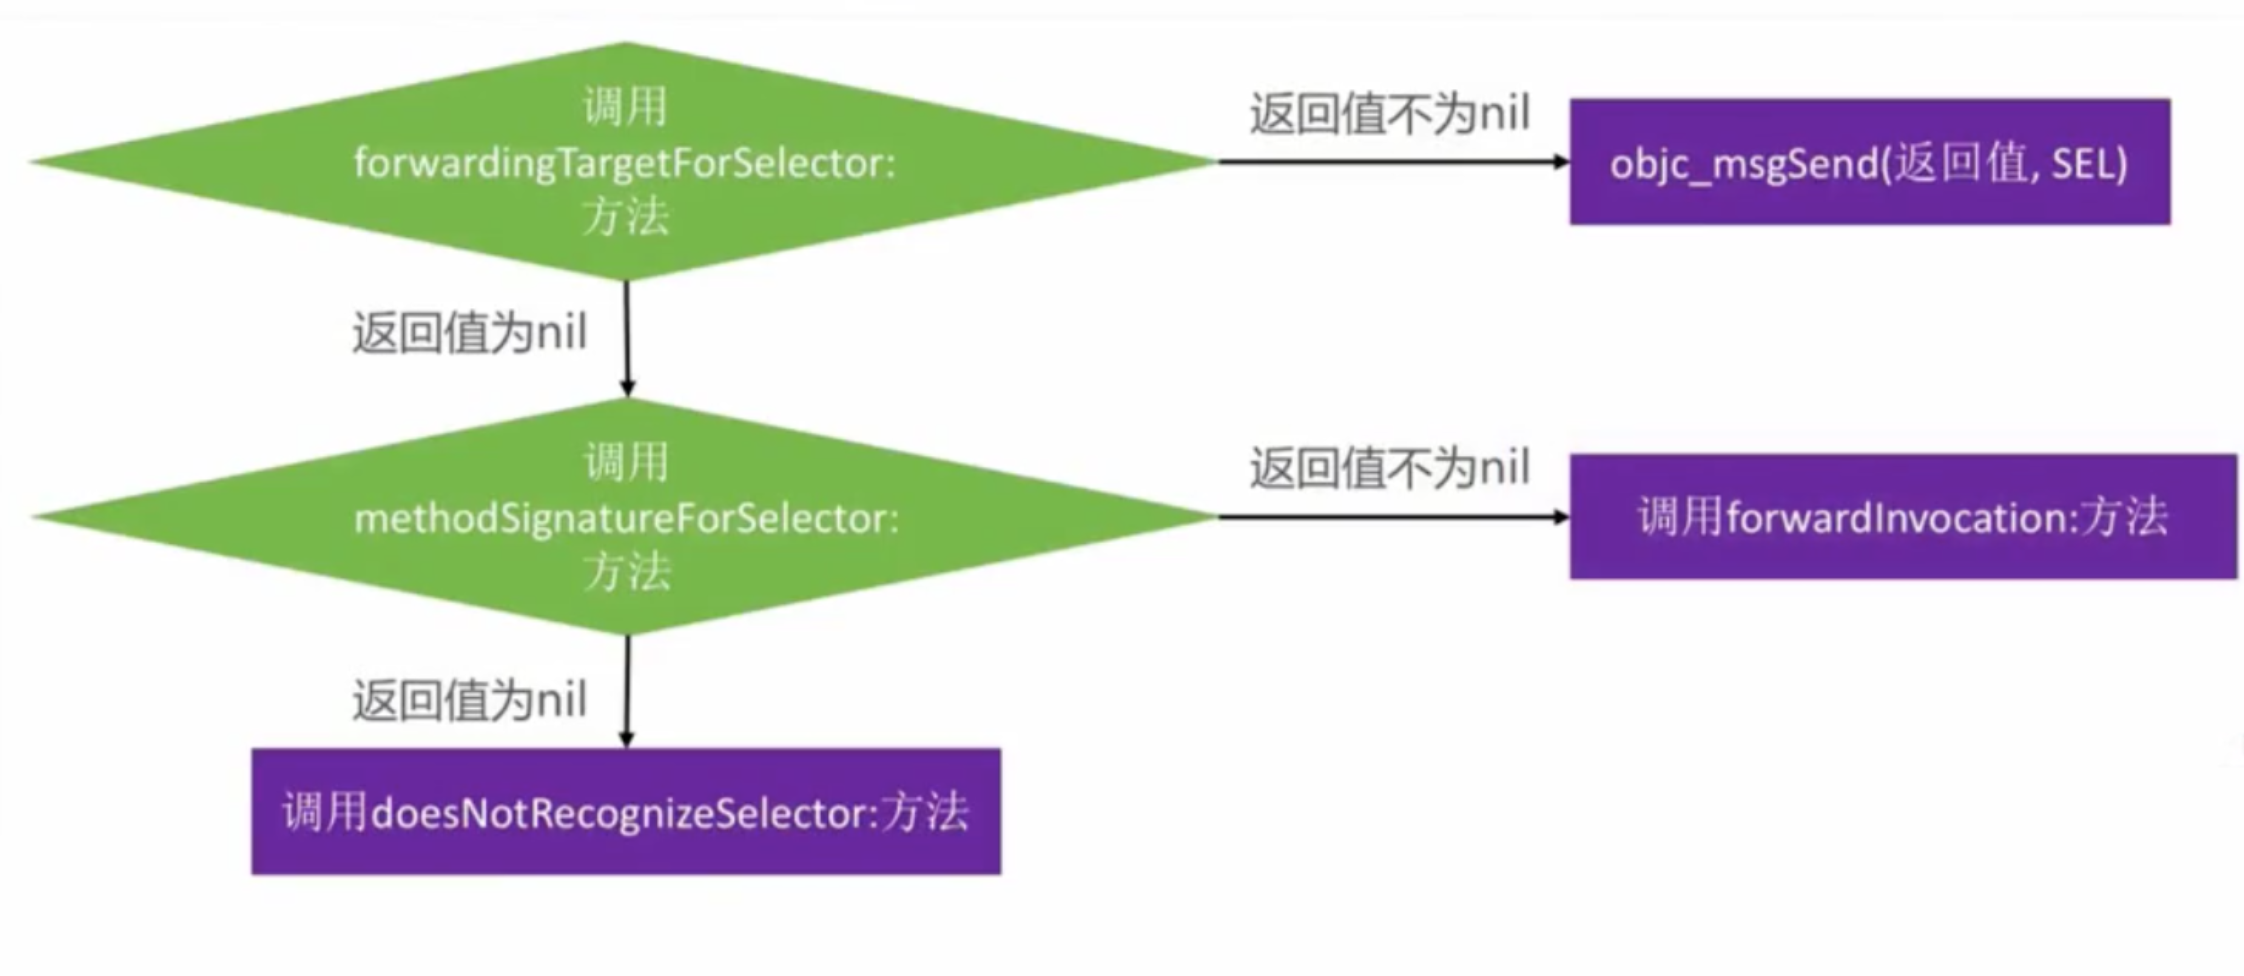 调用
forwardingTargetForSelector:
方法
返回值不为nil
objc_msgSend(返回值, SEL)
返回值为nil
调用
methodSignatureForSelector:
方法
返回值不为nil
调用forwardInvocation:方法
返回值为nil
调用doesNotRecognizeSelector:方法